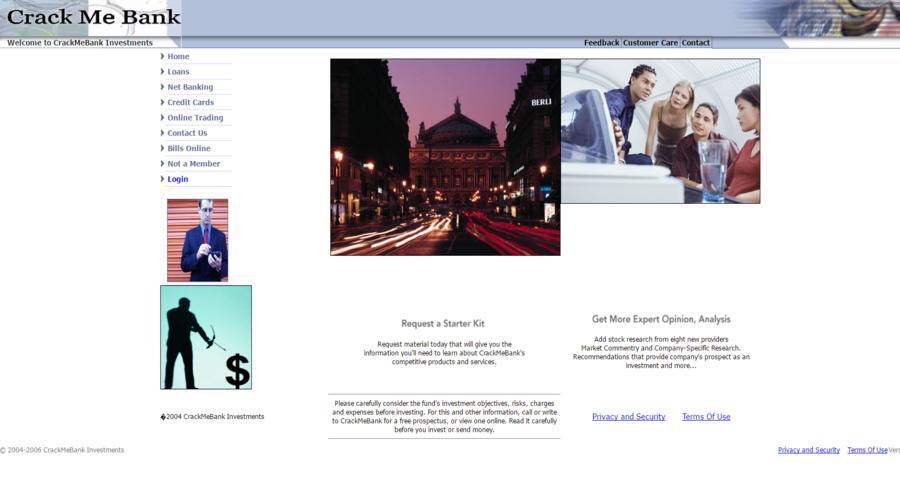 Crack Me Bank
Welcome to CrackMeBank Investments
Feedback Customer Care Contact
Home
Loans
Net Banking
Credit Cards
Online Trading
Contact Us
Bills Online
Not a Member
Login
BERLI
$
�2004 CrackMeBank Investments
Request a Starter Kit
Request material today that will give you the
information you'll need to learn about CrackMeBank's
competitive products and services.
Please carefully consider the fund's investment objectives, risks, charges
and expenses before investing. For this and other information, call or write
to CrackMeBank for a free prospectus, or view one online. Read it carefully
before you invest or send money.
Get More Expert Opinion, Analysis
Add stock research from eight new providers
Market Commentry and Company-Specific Research.
Recommendations that provide company's prospect as an
investment and more...
Privacy and Security Terms Of Use
© 2004-2006 CrackMeBank Investments
Privacy and Security Terms Of Use Vers